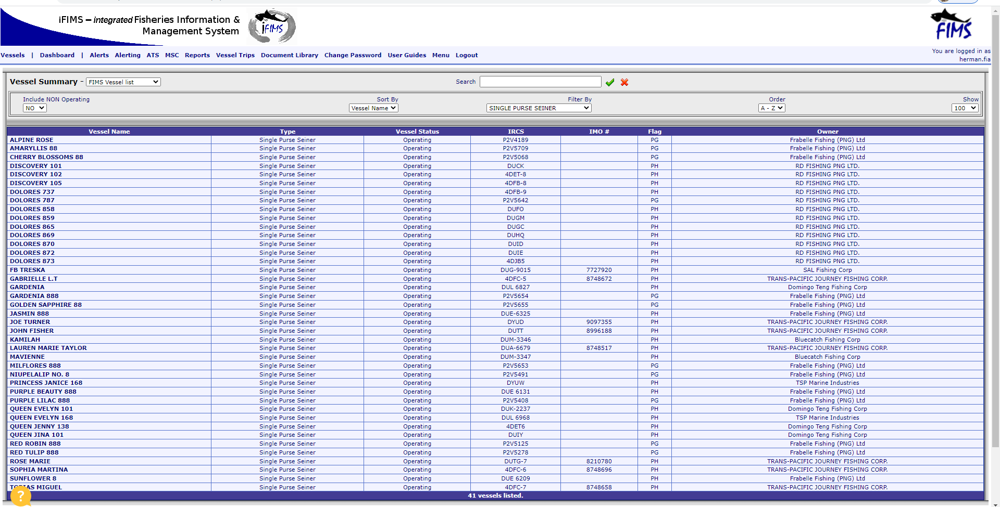 iFIMS – integrated Fisheries Information &
Management System
iFIMS
FIMS
Vessels | Dashboard | Alerts Alerting ATS MSC Reports Vessel Trips Document Library Change Password User Guides Menu Logout
You are logged in as
herman.fia
Vessel Summary - FIMS Vessel list Search
Include NON Operating Sort By Filter By Order Show
NO Vessel Name SINGLE PURSE SEINER A - Z 100
Vessel Name Type Vessel Status IRCS IMO # Flag Owner
ALPINE ROSE Single Purse Seiner Operating P2V4189 PG Frabelle Fishing (PNG) Ltd
AMARYLLIS 88 Single Purse Seiner Operating P2V5709 PG Frabelle Fishing (PNG) Ltd
CHERRY BLOSSOMS 88 Single Purse Seiner Operating P2V5068 PG Frabelle Fishing (PNG) Ltd
DISCOVERY 101 Single Purse Seiner Operating DUCK PH RD FISHING PNG LTD.
DISCOVERY 102 Single Purse Seiner Operating 4DET-8 PH RD FISHING PNG LTD.
DISCOVERY 105 Single Purse Seiner Operating 4DFB-8 PH RD FISHING PNG LTD.
DOLORES 737 Single Purse Seiner Operating 4DFB-9 PH RD FISHING PNG LTD.
DOLORES 787 Single Purse Seiner Operating P2V5642 PG RD FISHING PNG LTD.
DOLORES 858 Single Purse Seiner Operating DUFO PH RD FISHING PNG LTD.
DOLORES 859 Single Purse Seiner Operating DUGM PH RD FISHING PNG LTD.
DOLORES 865 Single Purse Seiner Operating DUGC PH RD FISHING PNG LTD.
DOLORES 869 Single Purse Seiner Operating DUHQ PH RD FISHING PNG LTD.
DOLORES 870 Single Purse Seiner Operating DUID PH RD FISHING PNG LTD.
DOLORES 872 Single Purse Seiner Operating DUIE PH RD FISHING PNG LTD.
DOLORES 873 Single Purse Seiner Operating 4DJB5 PH RD FISHING PNG LTD.
FB TRESKA Single Purse Seiner Operating DUG-9015 7727920 PH SAL Fishing Corp
GABRIELLE L.T Single Purse Seiner Operating 4DFC-5 8748672 PH TRANS-PACIFIC JOURNEY FISHING CORP.
GARDENIA Single Purse Seiner Operating DUL 6827 PH Domingo Teng Fishing Corp
GARDENIA 888 Single Purse Seiner Operating P2V5654 PG Frabelle Fishing (PNG) Ltd
GOLDEN SAPPHIRE 88 Single Purse Seiner Operating P2V5655 PG Frabelle Fishing (PNG) Ltd
JASMIN 888 Single Purse Seiner Operating DUE-6325 PH Frabelle Fishing (PNG) Ltd
JOE TURNER Single Purse Seiner Operating DYUD 9097355 PH TRANS-PACIFIC JOURNEY FISHING CORP.
JOHN FISHER Single Purse Seiner Operating DUTT 8996188 PH TRANS-PACIFIC JOURNEY FISHING CORP.
KAMILAH Single Purse Seiner Operating DUM-3346 PH Bluecatch Fishing Corp
LAUREN MARIE TAYLOR Single Purse Seiner Operating DUA-6679 8748517 PH TRANS-PACIFIC JOURNEY FISHING CORP.
MAVIENNE Single Purse Seiner Operating DUM-3347 PH Bluecatch Fishing Corp
MILFLORES 888 Single Purse Seiner Operating P2V5653 PG Frabelle Fishing (PNG) Ltd
NIUPELALIP NO. 8 Single Purse Seiner Operating P2V5491 PG Frabelle Fishing (PNG) Ltd
PRINCESS JANICE 168 Single Purse Seiner Operating DYUW PH TSP Marine Industries
PURPLE BEAUTY 888 Single Purse Seiner Operating DUE 6131 PH Frabelle Fishing (PNG) Ltd
PURPLE LILAC 888 Single Purse Seiner Operating P2V5408 PG Frabelle Fishing (PNG) Ltd
QUEEN EVELYN 101 Single Purse Seiner Operating DUK-2237 PH Domingo Teng Fishing Corp
QUEEN EVELYN 168 Single Purse Seiner Operating DUL 6968 PH TSP Marine Industries
QUEEN JENNY 138 Single Purse Seiner Operating 4DET6 PH Domingo Teng Fishing Corp
QUEEN JINA 101 Single Purse Seiner Operating DUIY PH Domingo Teng Fishing Corp
RED ROBIN 888 Single Purse Seiner Operating P2V5125 PG Frabelle Fishing (PNG) Ltd
RED TULIP 888 Single Purse Seiner Operating P2V5278 PG Frabelle Fishing (PNG) Ltd
ROSE MARIE Single Purse Seiner Operating DUTG-7 8210780 PH TRANS-PACIFIC JOURNEY FISHING CORP.
SOPHIA MARTINA Single Purse Seiner Operating 4DFC-6 8748696 PH TRANS-PACIFIC JOURNEY FISHING CORP.
SUNFLOWER 8 Single Purse Seiner Operating DUE 6209 PH Frabelle Fishing (PNG) Ltd
MIGUEL Single Purse Seiner Operating 4DFC-7 8748658 PH TRANS-PACIFIC JOURNEY FISHING CORP.
41 vessels listed.
?